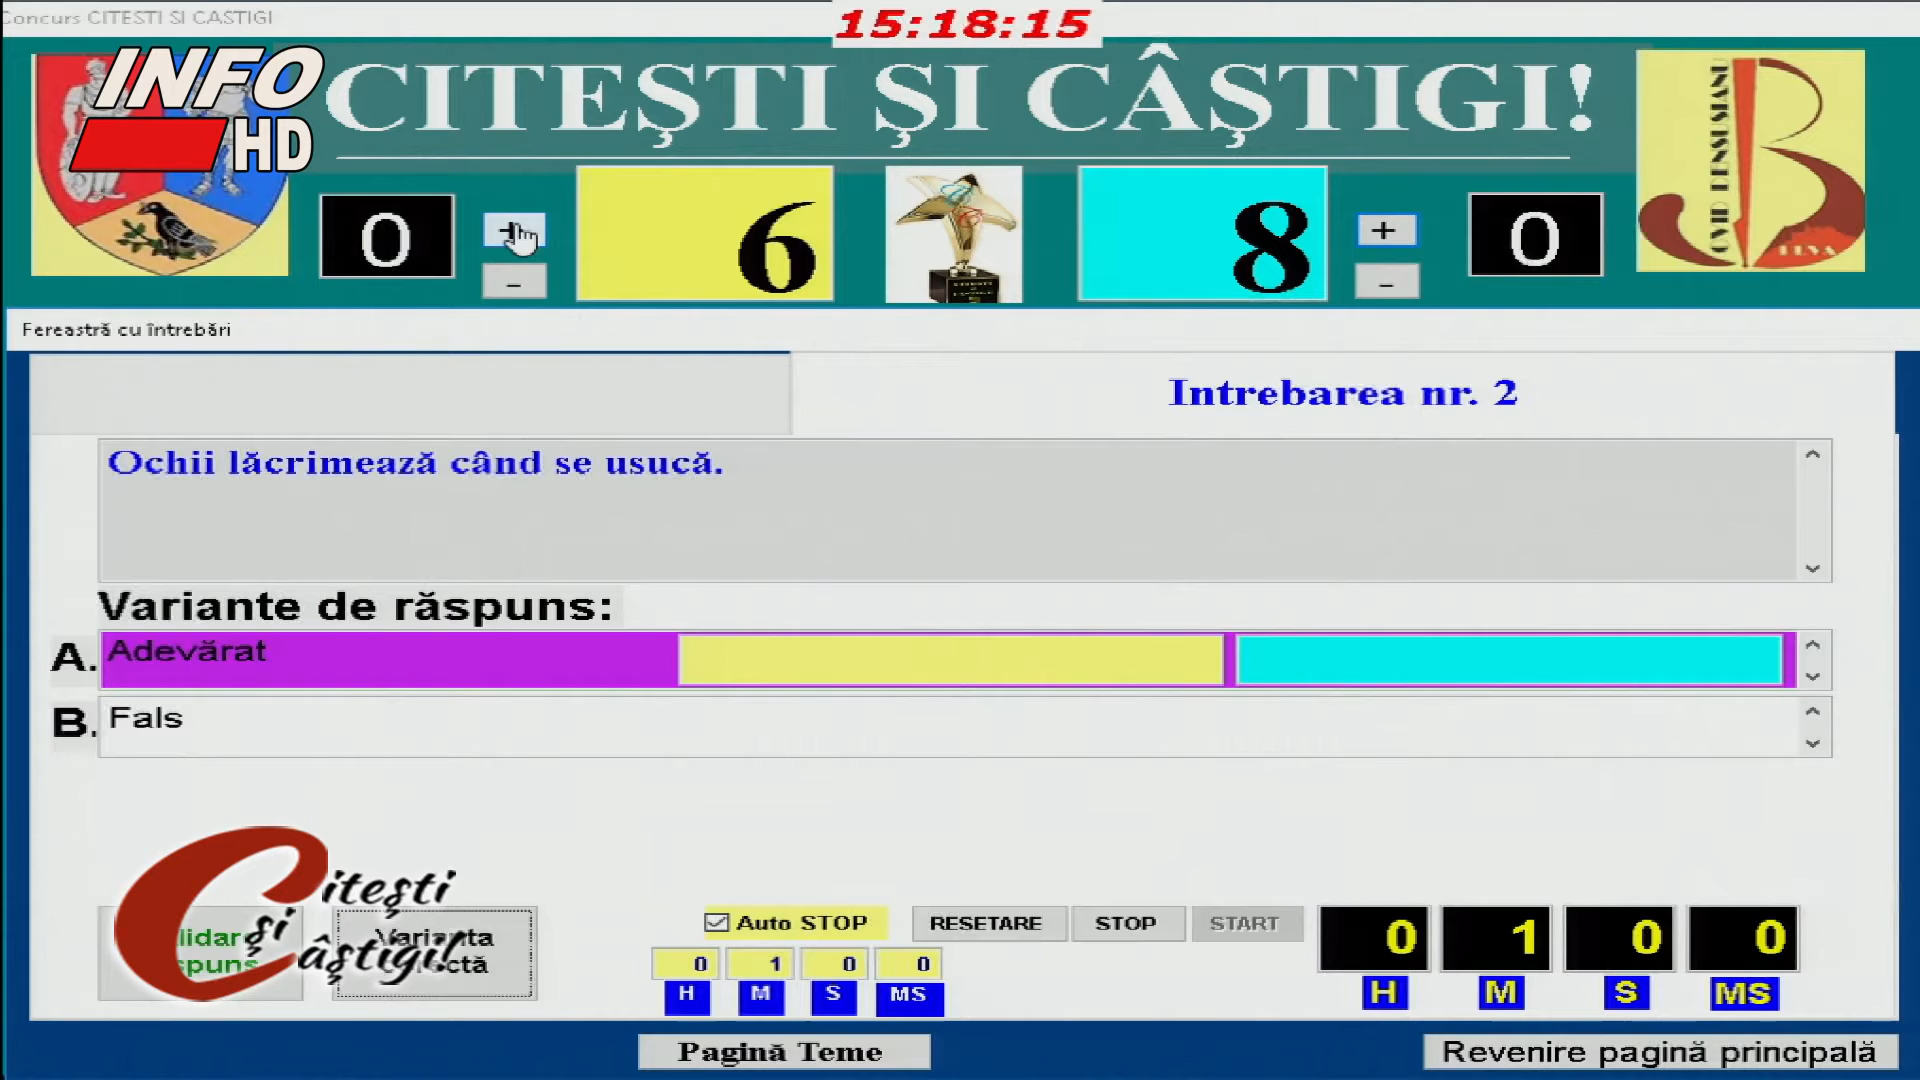 Concurs CITESTI SI CASTIGI
15:18:15
INFO
HD
CITEŞTI ŞI CÂŞTIGI!
0
+
-
6
8
+
-
0
OVID DENSUSIANU
Fereastră cu întrebări
Intrebarea nr. 2
Ochii lăcrimează când se usucă.
Variante de răspuns:
A. Adevărat
B. Fals
Citeşti
şi
Câştigi!
Auto STOP
RESETARE
STOP
START
0 1 0 0
H M S MS
0 1 0 0
H M S MS
Pagină Teme
Revenire pagină principală